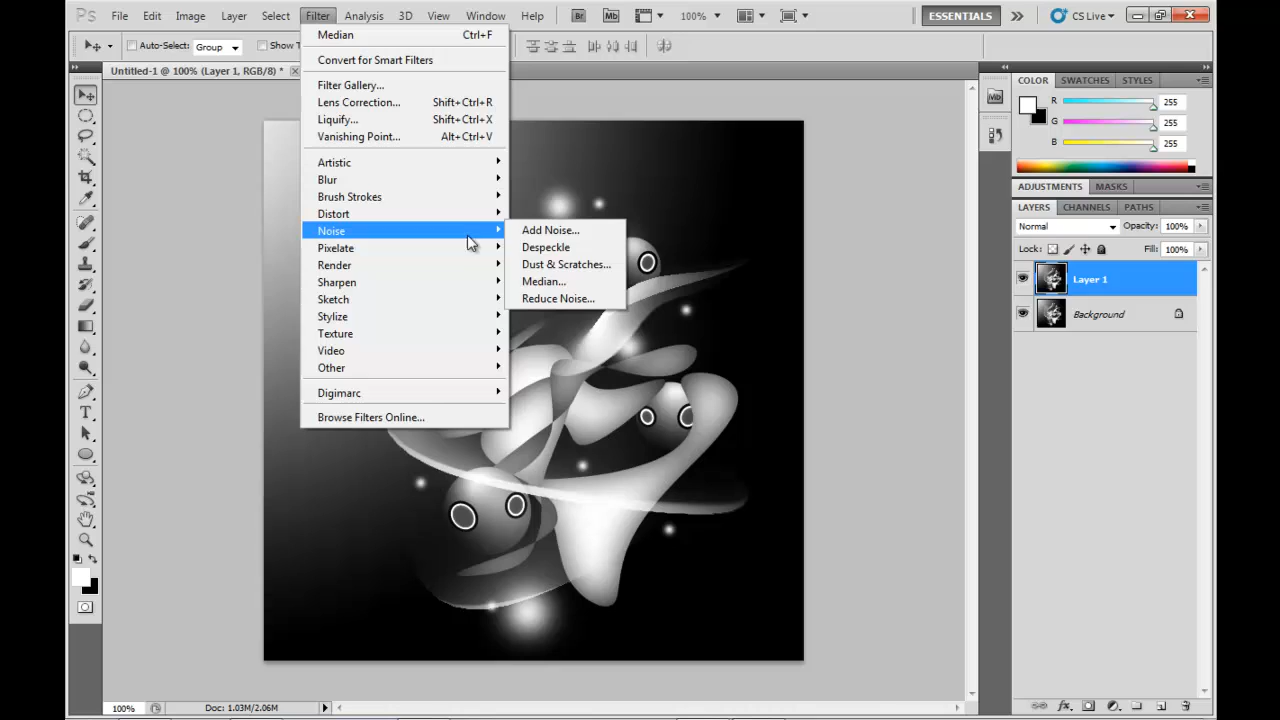 Ps File Edit Image Layer Select Filter Analysis 3D View Window Help Br Mb 100% ESSENTIALS CS Live
Auto-Select: Group Show T
Untitled-1 @ 100% (Layer 1, RGB/8) *
Median Ctrl+F
Convert for Smart Filters
Filter Gallery...
Lens Correction... Shift+Ctrl+R
Liquify... Shift+Ctrl+X
Vanishing Point... Alt+Ctrl+V
Artistic
Blur
Brush Strokes
Distort
Noise
Pixelate
Render
Sharpen
Sketch
Stylize
Texture
Video
Other
Digimarc
Browse Filters Online...
Add Noise...
Despeckle
Dust & Scratches...
Median...
Reduce Noise...
Mb
COLOR SWATCHES STYLES
R 255
G 255
B 255
ADJUSTMENTS MASKS
LAYERS CHANNELS PATHS
Normal Opacity: 100%
Lock: Fill: 100%
Layer 1
Background
T
fx
100% Doc: 1.03M/2.06M